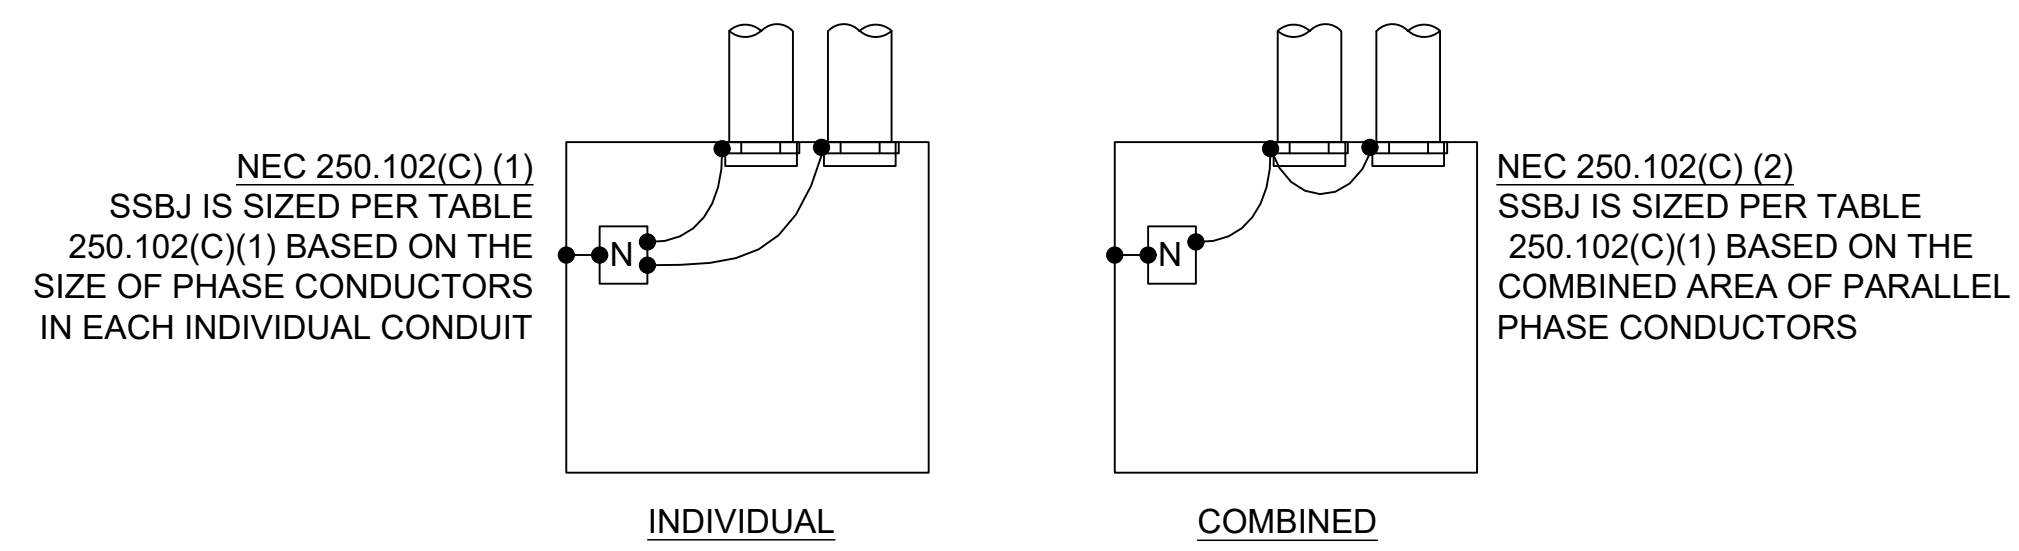 NEC 250.102(C) (1)
SSBJ IS SIZED PER TABLE
250.102(C)(1) BASED ON THE
SIZE OF PHASE CONDUCTORS
IN EACH INDIVIDUAL CONDUIT
N
INDIVIDUAL
N
COMBINED
NEC 250.102(C) (2)
SSBJ IS SIZED PER TABLE
250.102(C)(1) BASED ON THE
COMBINED AREA OF PARALLEL
PHASE CONDUCTORS